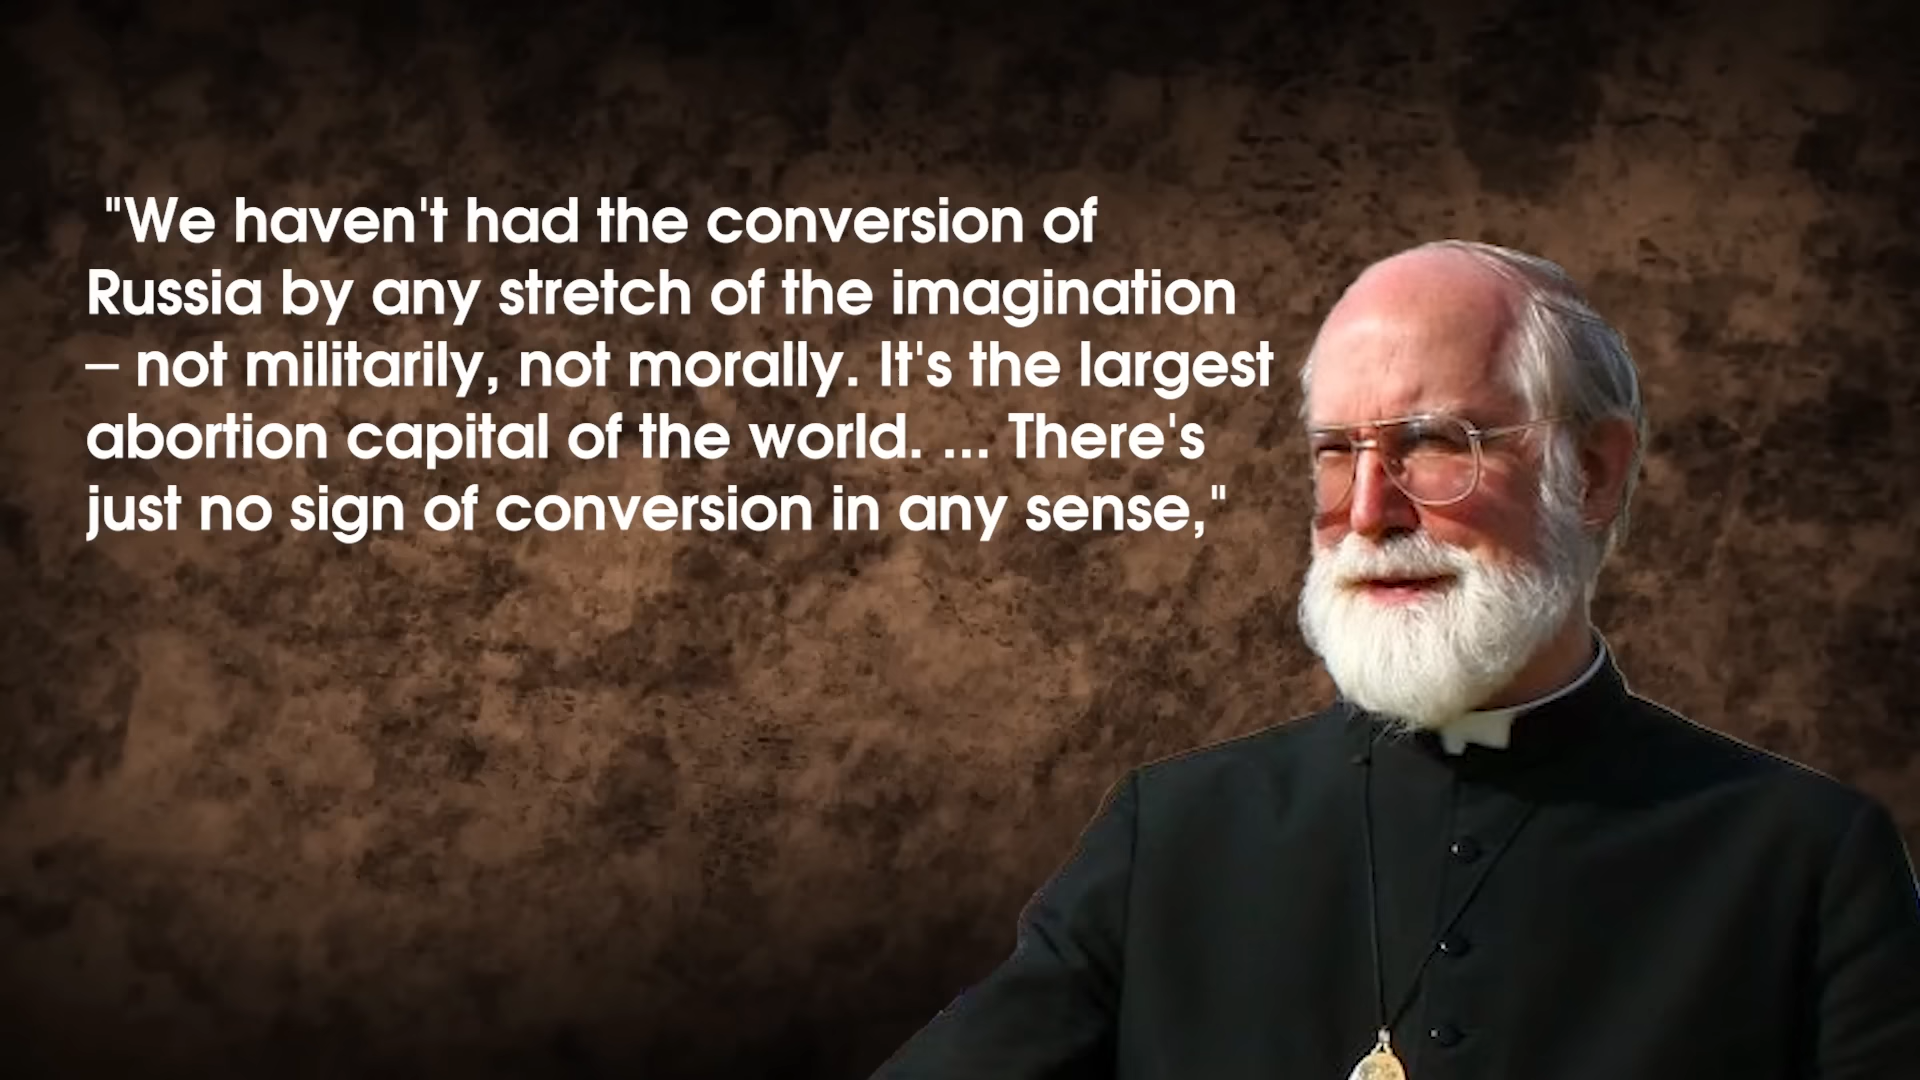 "We haven't had the conversion of
Russia by any stretch of the imagination
– not militarily, not morally. It's the largest
abortion capital of the world. ... There's
just no sign of conversion in any sense,"